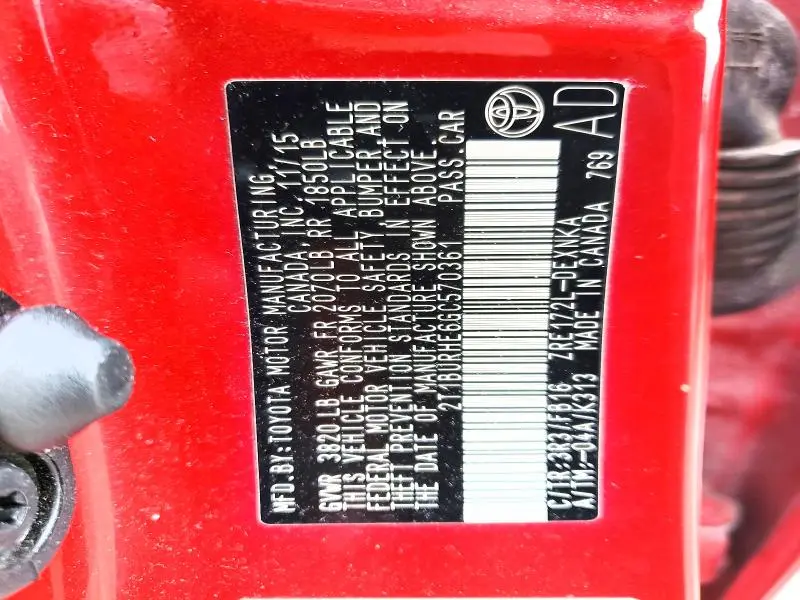 MFD.BY:TOYOTA MOTOR MANUFACTURING,
CANADA, INC. 11/15
GVWR 3820 LB GAWR FR 2070 LB RR 1850LB
THIS VEHICLE CONFORMS TO ALL APPLICABLE
FEDERAL MOTOR VEHICLE SAFETY BUMPER,AND
THEFT PREVENTION STANDARDS IN EFFECT ON
THE DATE OF MANUFACTURE SHOWN ABOVE.
2T1BURHE6GC570361 PASS.CAR
C/TR:3R3/FB16 ZRE172L-DEXNKA
A/TM:-04A/K313 MADE IN CANADA 769
AD